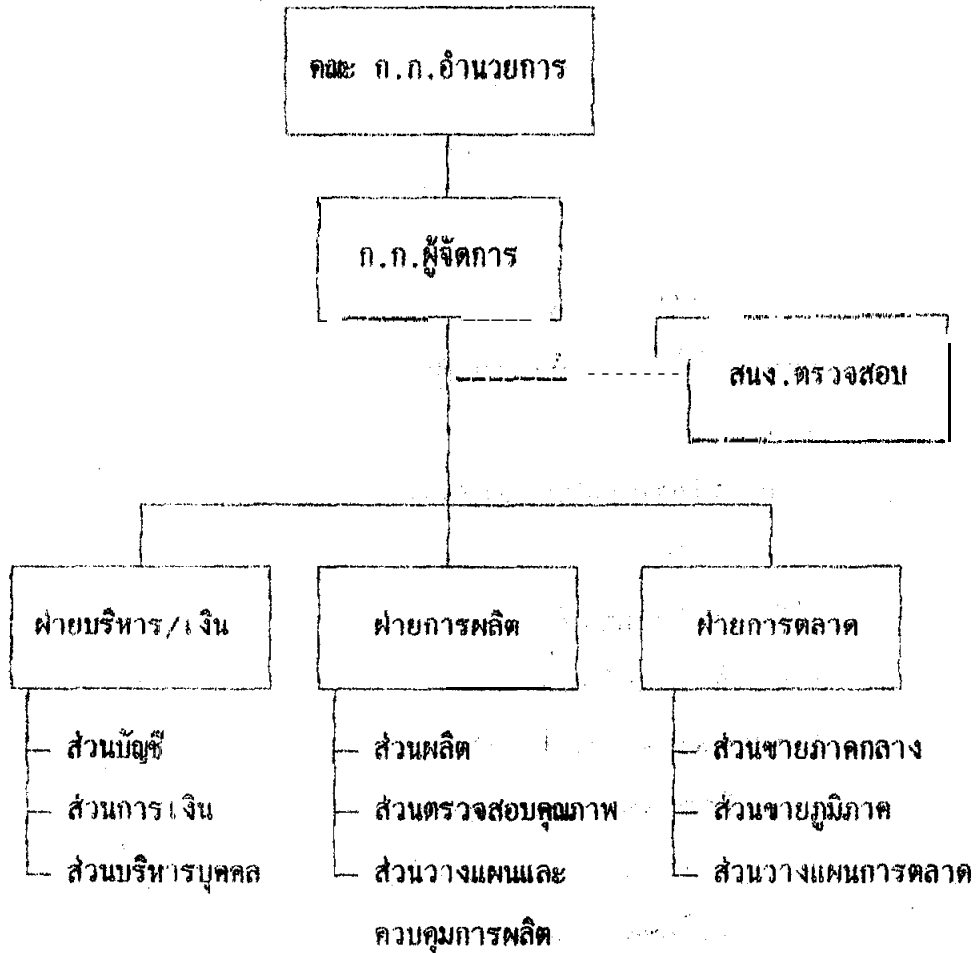 คณะ ก.ก.อำนวยการ
ก.ก.ผู้จัดการ
สนง.ตรวจสอบ
ฝ่ายบริหาร/เงิน
ฝ่ายการผลิต
ฝ่ายการตลาด
ส่วนบัญชี
ส่วนการเงิน
ส่วนบริหารบุคคล
ส่วนผลิต
ส่วนตรวจสอบคุณภาพ
ส่วนวางแผนและ
ควบคุมการผลิต
ส่วนขายภาคกลาง
ส่วนขายภูมิภาค
ส่วนวางแผนการตลาด